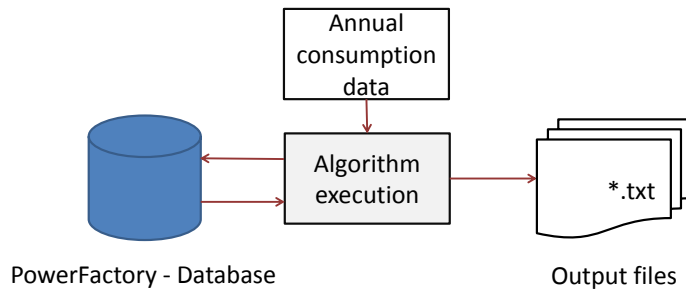 Annual
consumption
data
Algorithm
execution
*.txt
PowerFactory - Database
Output files